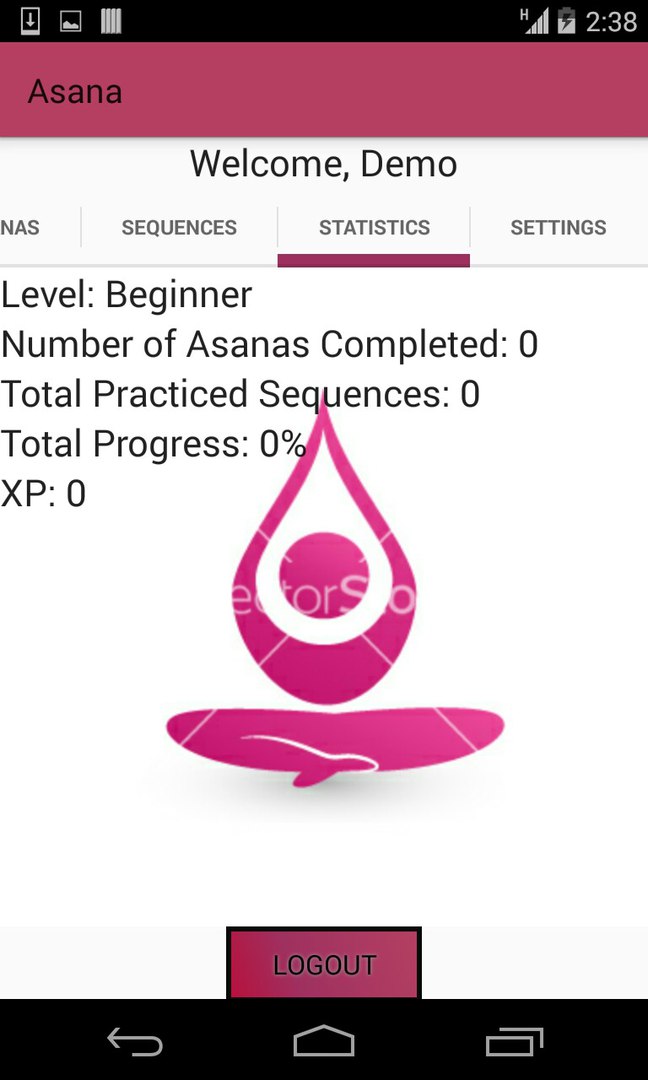 H 2:38
Asana
Welcome, Demo
NAS SEQUENCES STATISTICS SETTINGS
Level: Beginner
Number of Asanas Completed: 0
Total Practiced Sequences: 0
Total Progress: 0%
XP: 0
LOGOUT